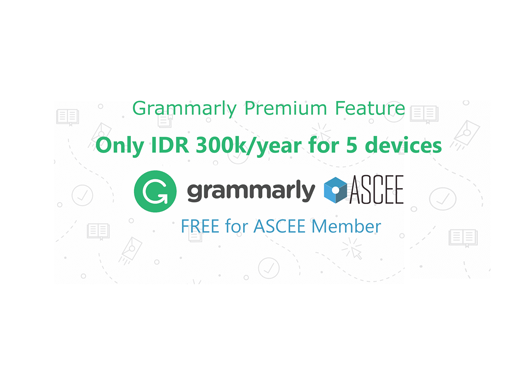 Grammarly Premium Feature
Only IDR 300k/year for 5 devices
grammarly ASCEE
FREE for ASCEE Member